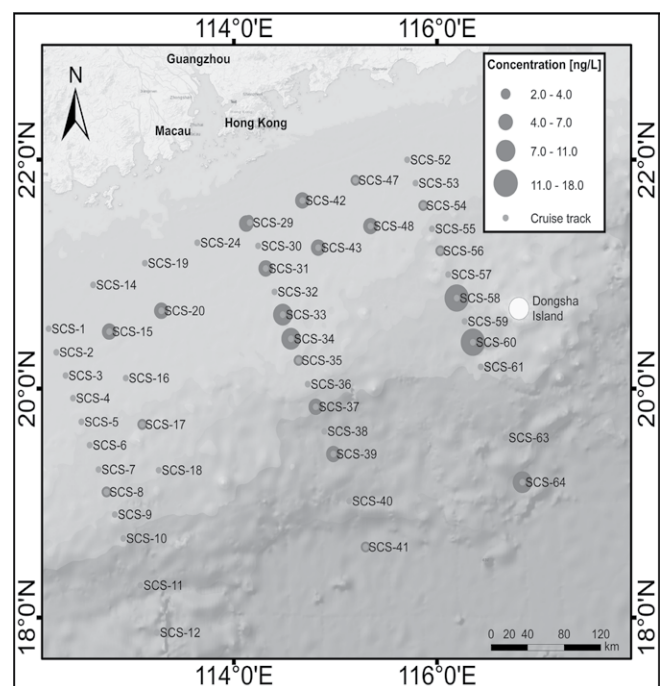 114°0'E 116°0'E
N
Guangzhou
Macau
Hong Kong
Concentration [ng/L]
2.0 - 4.0
4.0 - 7.0
7.0 - 11.0
11.0 - 18.0
Cruise track
22°0'N
22°0'N
SCS-52
SCS-47
SCS-53
SCS-42
SCS-54
SCS-29
SCS-48
SCS-55
SCS-24
SCS-30
SCS-43
SCS-56
SCS-19
SCS-31
SCS-57
SCS-14
SCS-32
SCS-58
Dongsha
Island
SCS-20
SCS-33
SCS-59
SCS-1
SCS-15
SCS-34
SCS-60
SCS-2
SCS-35
SCS-61
SCS-3
SCS-16
SCS-36
20°0'N
20°0'N
SCS-4
SCS-37
SCS-5
SCS-17
SCS-38
SCS-63
SCS-6
SCS-39
SCS-7
SCS-18
SCS-64
SCS-8
SCS-40
SCS-9
SCS-10
SCS-41
SCS-11
SCS-12
18°0'N
18°0'N
0 20 40 80 120
km
114°0'E 116°0'E